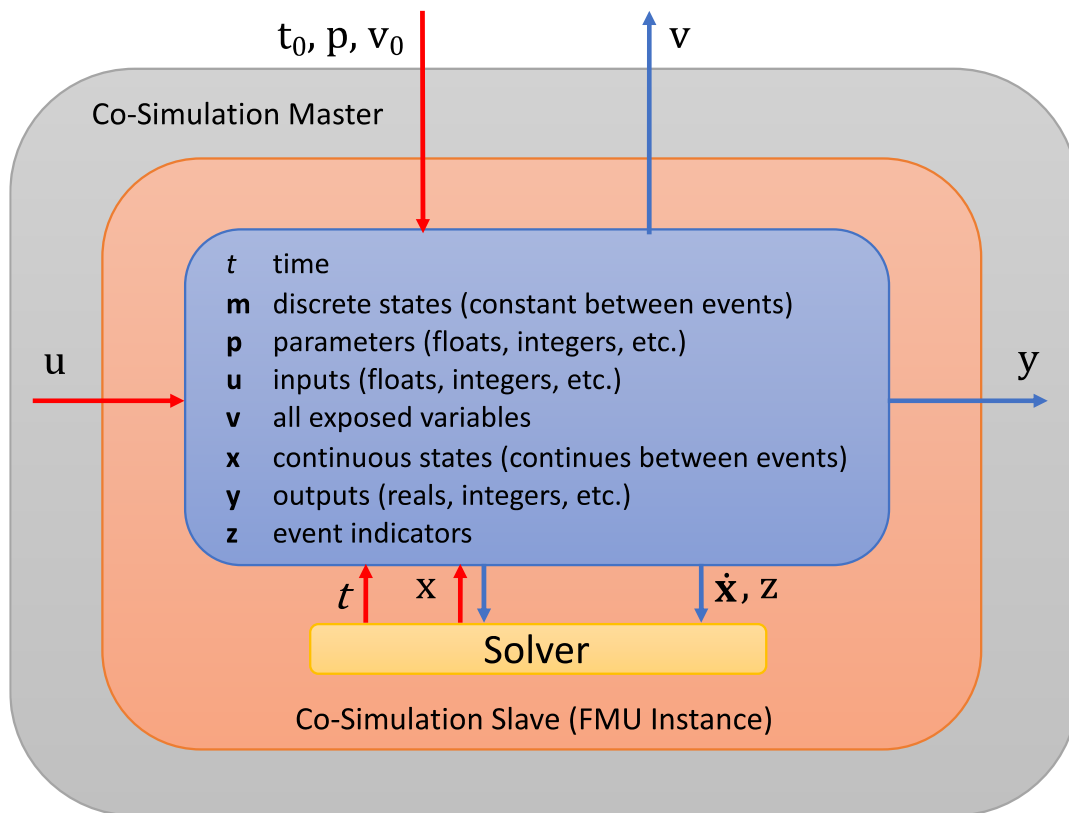 t₀, p, v₀
v
Co-Simulation Master
t time
m discrete states (constant between events)
p parameters (floats, integers, etc.)
u inputs (floats, integers, etc.)
v all exposed variables
x continuous states (continues between events)
y outputs (reals, integers, etc.)
z event indicators
u
y
t
x
ẋ, z
Solver
Co-Simulation Slave (FMU Instance)